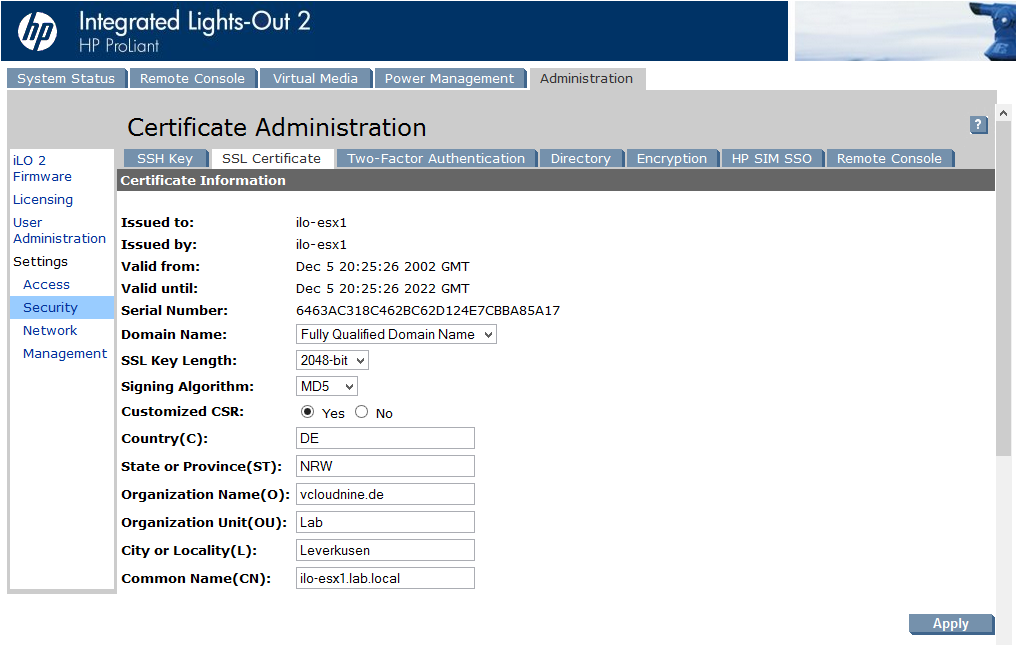 hp Integrated Lights-Out 2
HP ProLiant
System Status Remote Console Virtual Media Power Management Administration
Certificate Administration
?
iLO 2
Firmware
Licensing
User
Administration
Settings
Access
Security
Network
Management
SSH Key SSL Certificate Two-Factor Authentication Directory Encryption HP SIM SSO Remote Console
Certificate Information
Issued to: ilo-esx1
Issued by: ilo-esx1
Valid from: Dec 5 20:25:26 2002 GMT
Valid until: Dec 5 20:25:26 2022 GMT
Serial Number: 6463AC318C462BC62D124E7CBBA85A17
Domain Name: Fully Qualified Domain Name
SSL Key Length: 2048-bit
Signing Algorithm: MD5
Customized CSR: Yes No
Country(C): DE
State or Province(ST): NRW
Organization Name(O): vcloudnine.de
Organization Unit(OU): Lab
City or Locality(L): Leverkusen
Common Name(CN): ilo-esx1.lab.local
Apply